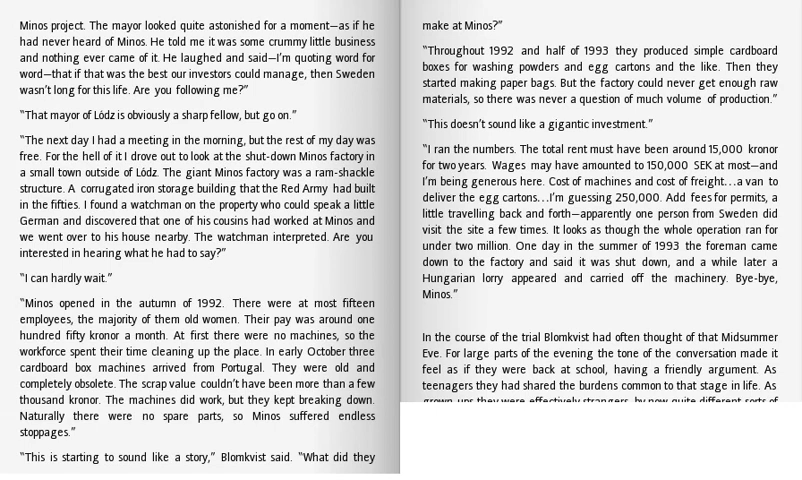 Minos project. The mayor looked quite astonished for a moment—as if he
had never heard of Minos. He told me it was some crummy little business
and nothing ever came of it. He laughed and said—I’m quoting word for
word—that if that was the best our investors could manage, then Sweden
wasn’t long for this life. Are you following me?”
“That mayor of Lódz is obviously a sharp fellow, but go on.”
“The next day I had a meeting in the morning, but the rest of my day was
free. For the hell of it I drove out to look at the shut-down Minos factory in
a small town outside of Lódz. The giant Minos factory was a ram-shackle
structure. A corrugated iron storage building that the Red Army had built
in the fifties. I found a watchman on the property who could speak a little
German and discovered that one of his cousins had worked at Minos and
we went over to his house nearby. The watchman interpreted. Are you
interested in hearing what he had to say?”
“I can hardly wait.”
“Minos opened in the autumn of 1992. There were at most fifteen
employees, the majority of them old women. Their pay was around one
hundred fifty kronor a month. At first there were no machines, so the
workforce spent their time cleaning up the place. In early October three
cardboard box machines arrived from Portugal. They were old and
completely obsolete. The scrap value couldn’t have been more than a few
thousand kronor. The machines did work, but they kept breaking down.
Naturally there were no spare parts, so Minos suffered endless
stoppages.”
“This is starting to sound like a story,” Blomkvist said. “What did they
make at Minos?”
“Throughout 1992 and half of 1993 they produced simple cardboard
boxes for washing powders and egg cartons and the like. Then they
started making paper bags. But the factory could never get enough raw
materials, so there was never a question of much volume of production.”
“This doesn’t sound like a gigantic investment.”
“I ran the numbers. The total rent must have been around 15,000 kronor
for two years. Wages may have amounted to 150,000 SEK at most—and
I’m being generous here. Cost of machines and cost of freight…a van to
deliver the egg cartons…I’m guessing 250,000. Add fees for permits, a
little travelling back and forth—apparently one person from Sweden did
visit the site a few times. It looks as though the whole operation ran for
under two million. One day in the summer of 1993 the foreman came
down to the factory and said it was shut down, and a while later a
Hungarian lorry appeared and carried off the machinery. Bye-bye,
Minos.”
In the course of the trial Blomkvist had often thought of that Midsummer
Eve. For large parts of the evening the tone of the conversation made it
feel as if they were back at school, having a friendly argument. As
teenagers they had shared the burdens common to that stage in life. As
grown-ups they were effectively strangers, by now quite different sorts of